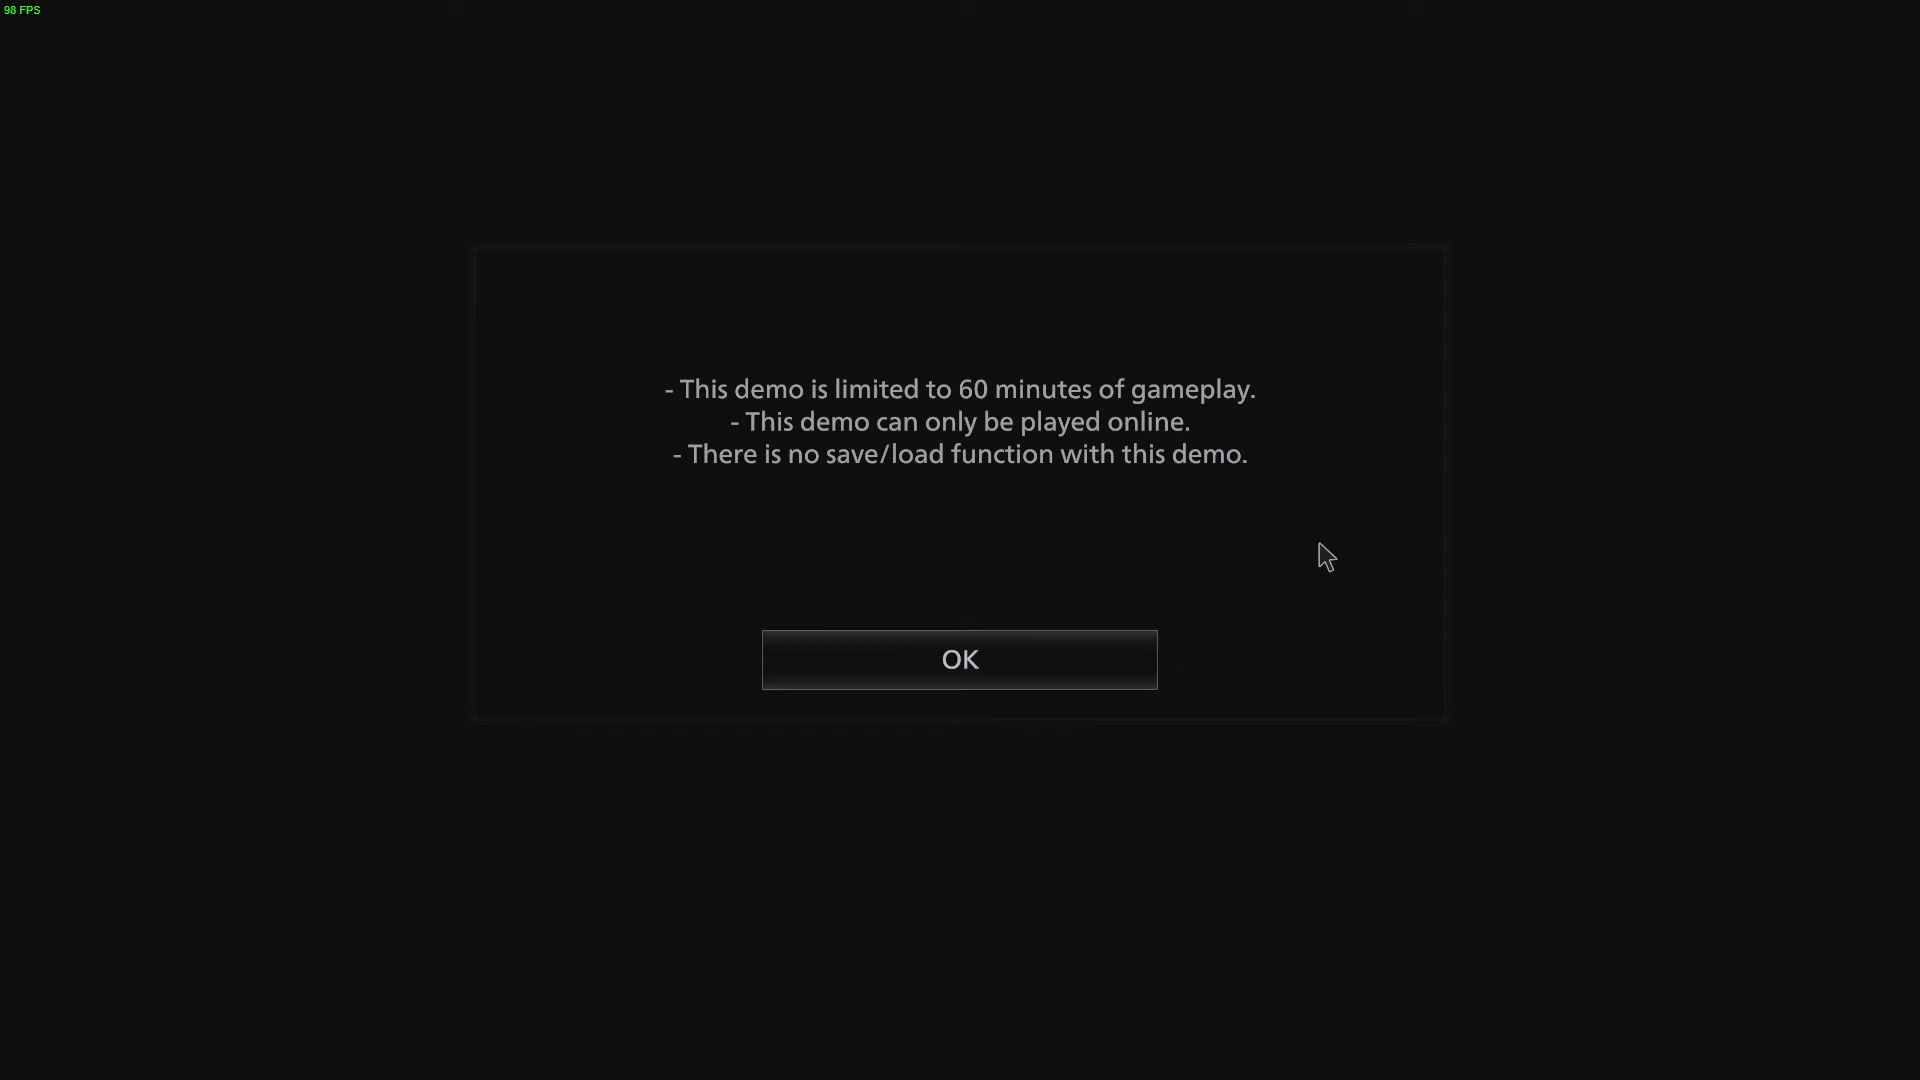 98 FPS
- This demo is limited to 60 minutes of gameplay.
- This demo can only be played online.
- There is no save/load function with this demo.
OK